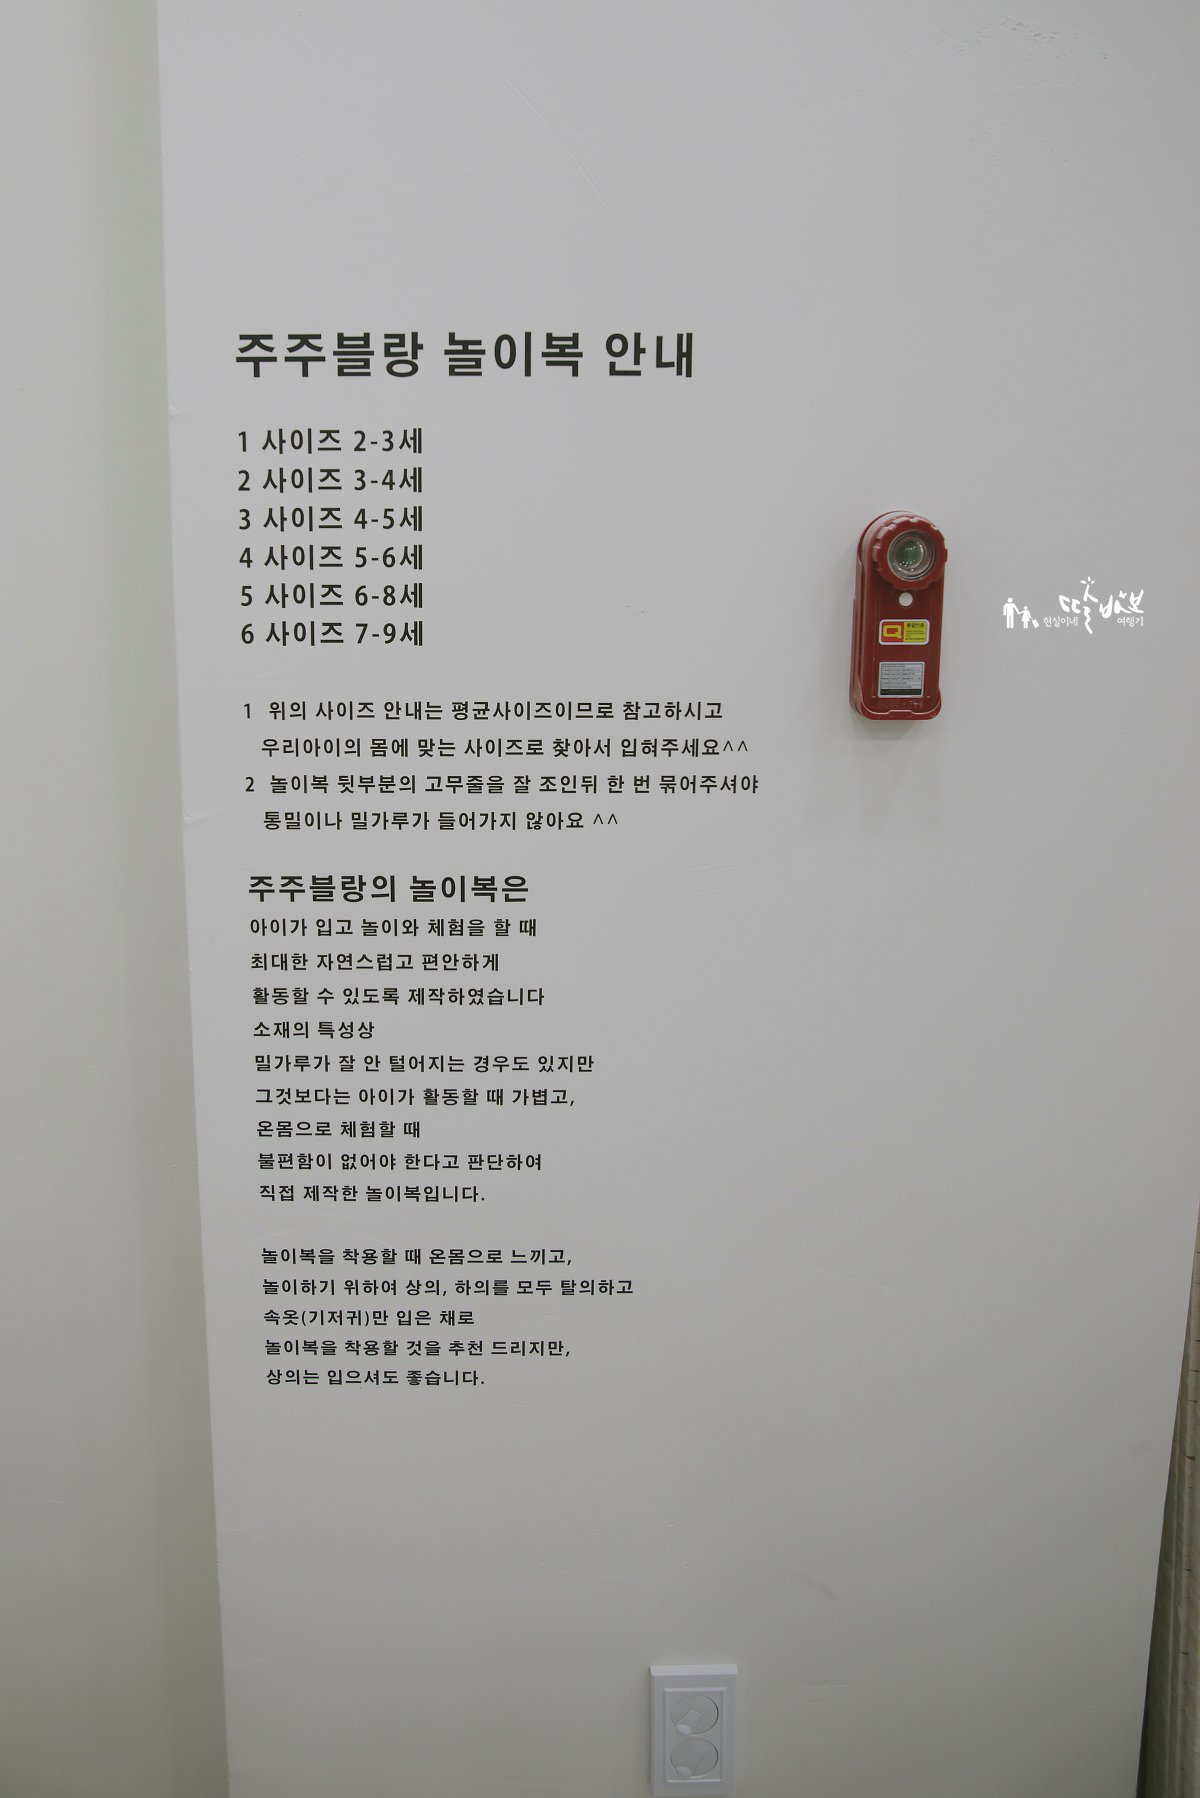 주주블랑 놀이복 안내
1 사이즈 2-3세
2 사이즈 3-4세
3 사이즈 4-5세
4 사이즈 5-6세
5 사이즈 6-8세
6 사이즈 7-9세
1 위의 사이즈 안내는 평균사이즈이므로 참고하시고
우리아이의 몸에 맞는 사이즈로 찾아서 입혀주세요^^
2 놀이복 뒷부분의 고무줄을 잘 조인뒤 한 번 묶어주셔야
통밀이나 밀가루가 들어가지 않아요 ^^
주주블랑의 놀이복은
아이가 입고 놀이와 체험을 할 때
최대한 자연스럽고 편안하게
활동할 수 있도록 제작하였습니다
소재의 특성상
밀가루가 잘 안 털어지는 경우도 있지만
그것보다는 아이가 활동할 때 가볍고,
온몸으로 체험할 때
불편함이 없어야 한다고 판단하여
직접 제작한 놀이복입니다.
놀이복을 착용할 때 온몸으로 느끼고,
놀이하기 위하여 상의, 하의를 모두 탈의하고
속옷(기저귀)만 입은 채로
놀이복을 착용할 것을 추천 드리지만,
상의는 입으셔도 좋습니다.
현실이네 딸바보 여행기